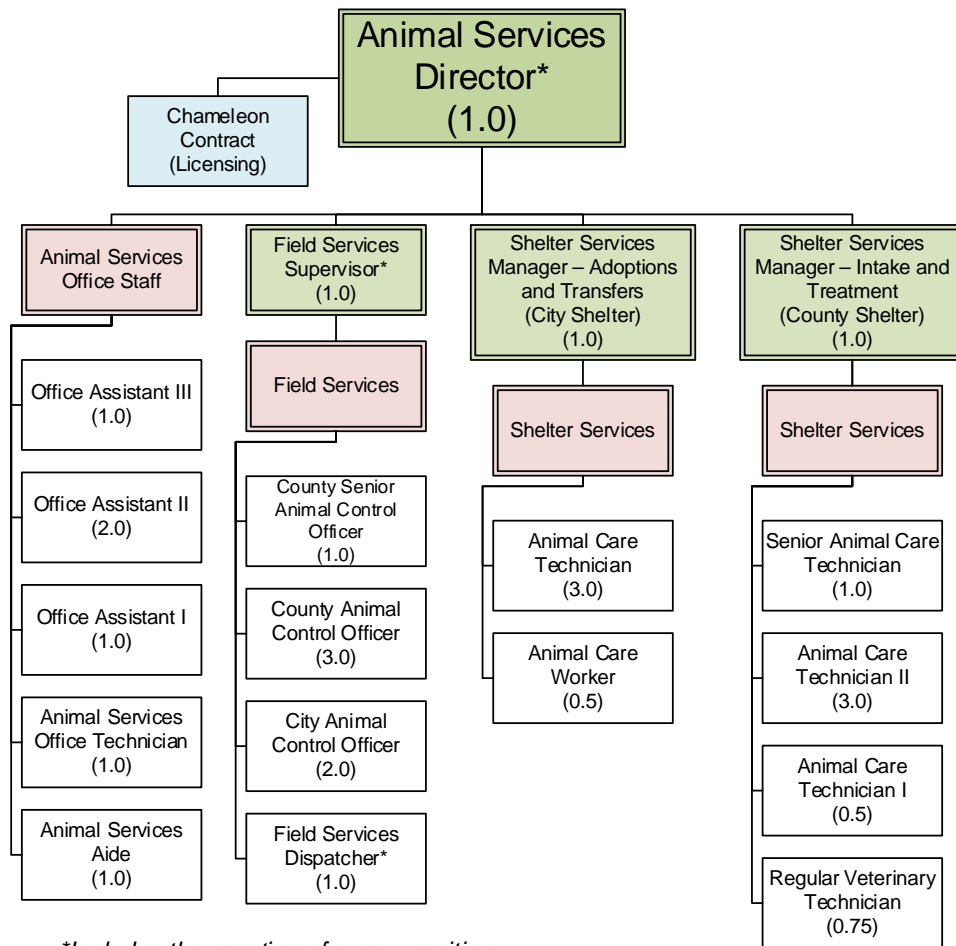 Animal Services
Director*
(1.0)
Chameleon
Contract
(Licensing)
Animal Services
Office Staff
Office Assistant III
(1.0)
Office Assistant II
(2.0)
Office Assistant I
(1.0)
Animal Services
Office Technician
(1.0)
Animal Services
Aide
(1.0)
Field Services
Supervisor*
(1.0)
Field Services
County Senior
Animal Control
Officer
(1.0)
County Animal
Control Officer
(3.0)
City Animal
Control Officer
(2.0)
Field Services
Dispatcher*
(1.0)
Shelter Services
Manager – Adoptions
and Transfers
(City Shelter)
(1.0)
Shelter Services
Animal Care
Technician
(3.0)
Animal Care
Worker
(0.5)
Shelter Services
Manager – Intake and
Treatment
(County Shelter)
(1.0)
Shelter Services
Senior Animal Care
Technician
(1.0)
Animal Care
Technician II
(3.0)
Animal Care
Technician I
(0.5)
Regular Veterinary
Technician
(0.75)
*Includes the creation of a new position